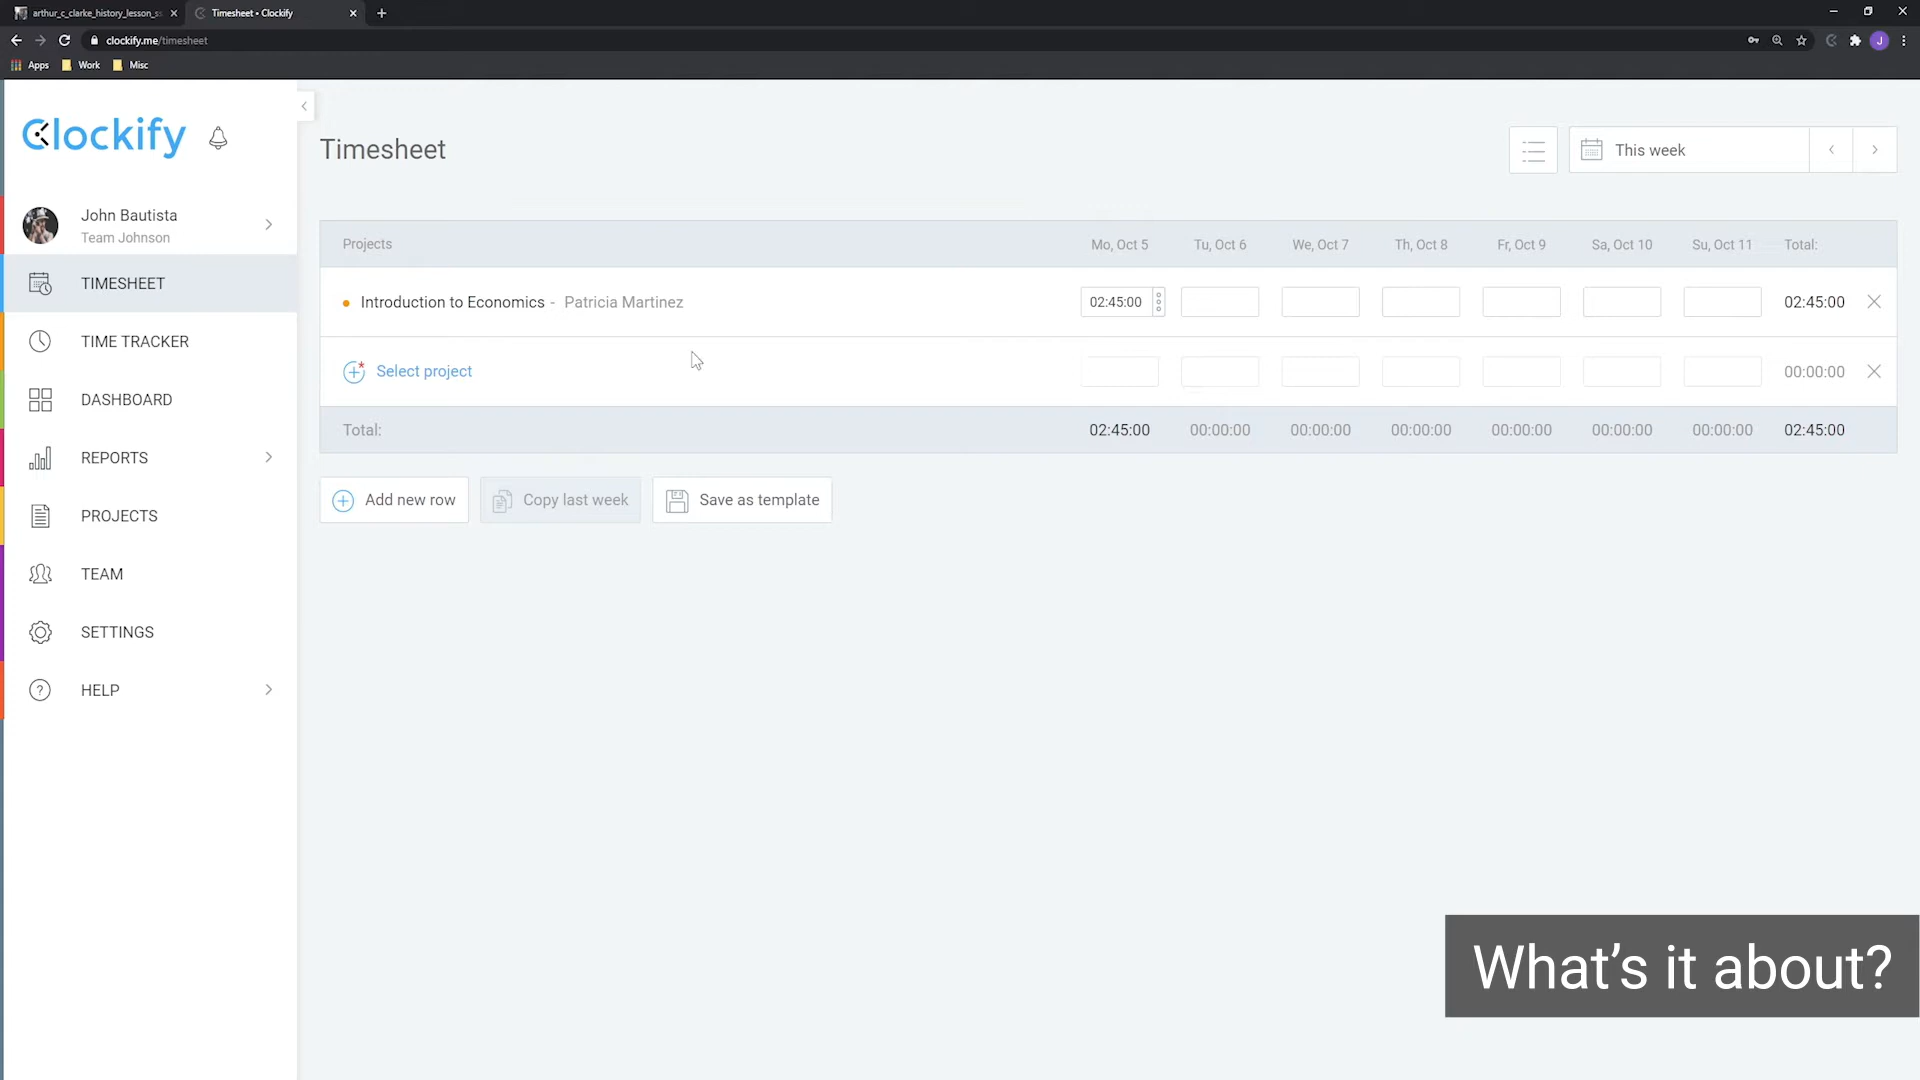 arthur_c_clarke_history_lesson_s
Timesheet • Clockify
clockify.me/timesheet
J
Apps
Work
Misc
Clockify
Timesheet
This week
John Bautista
Team Johnson
TIMESHEET
TIME TRACKER
DASHBOARD
REPORTS
PROJECTS
TEAM
SETTINGS
HELP
Projects Mo, Oct 5 Tu, Oct 6 We, Oct 7 Th, Oct 8 Fr, Oct 9 Sa, Oct 10 Su, Oct 11 Total:
Introduction to Economics - Patricia Martinez 02:45:00 02:45:00
Select project 00:00:00
Total: 02:45:00 00:00:00 00:00:00 00:00:00 00:00:00 00:00:00 00:00:00 02:45:00
Add new row
Copy last week
Save as template
What's it about?